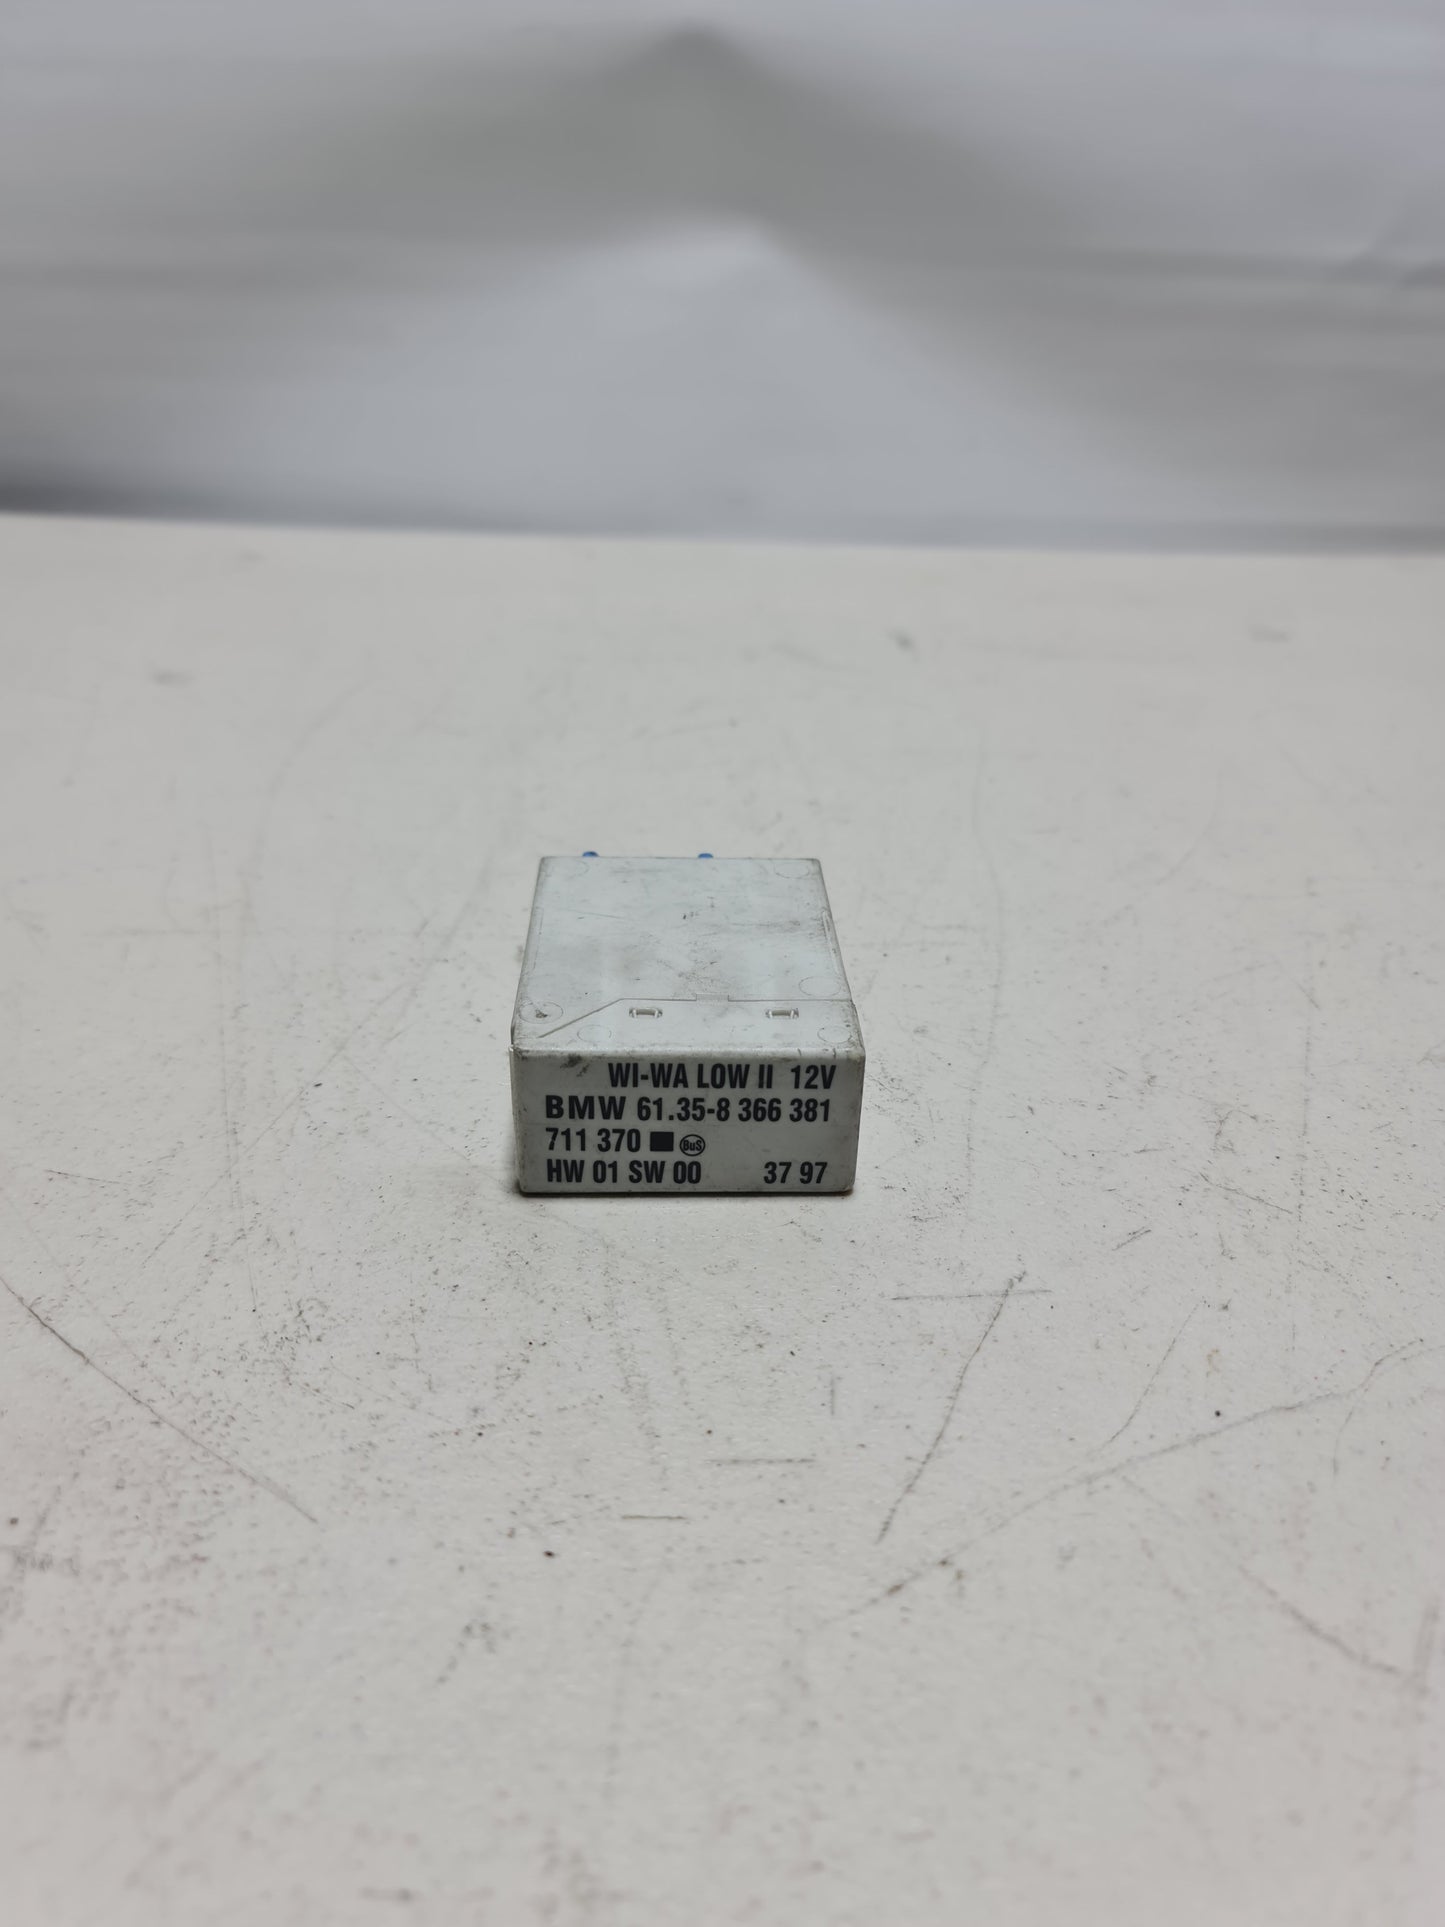 WI-WA LOW II 12V
BMW 61.35-8 366 381
711 370 BuS
HW 01 SW 00 37 97